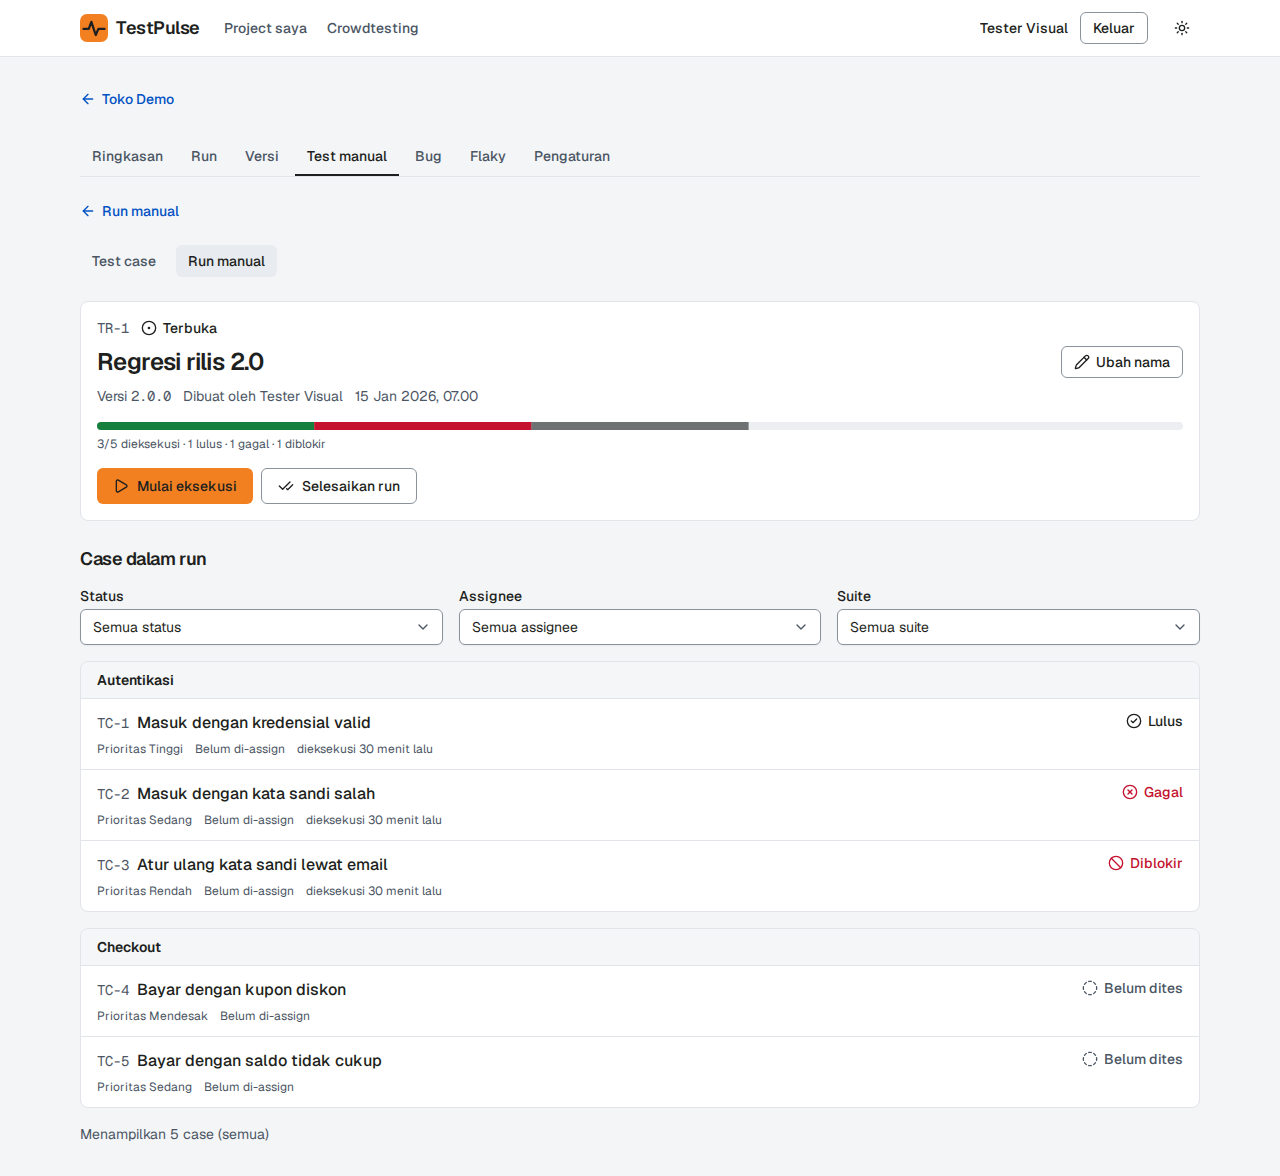 TestPulse Project saya Crowdtesting Tester Visual Keluar
Toko Demo
Ringkasan Run Versi Test manual Bug Flaky Pengaturan
Run manual
Test case Run manual
TR-1 Terbuka
Regresi rilis 2.0 Ubah nama
Versi 2.0.0 Dibuat oleh Tester Visual 15 Jan 2026, 07.00
3/5 dieksekusi · 1 lulus · 1 gagal · 1 diblokir
Mulai eksekusi Selesaikan run
Case dalam run
Status Assignee Suite
Semua status Semua assignee Semua suite
Autentikasi
TC-1 Masuk dengan kredensial valid Lulus
Prioritas Tinggi Belum di-assign dieksekusi 30 menit lalu
TC-2 Masuk dengan kata sandi salah Gagal
Prioritas Sedang Belum di-assign dieksekusi 30 menit lalu
TC-3 Atur ulang kata sandi lewat email Diblokir
Prioritas Rendah Belum di-assign dieksekusi 30 menit lalu
Checkout
TC-4 Bayar dengan kupon diskon Belum dites
Prioritas Mendesak Belum di-assign
TC-5 Bayar dengan saldo tidak cukup Belum dites
Prioritas Sedang Belum di-assign
Menampilkan 5 case (semua)